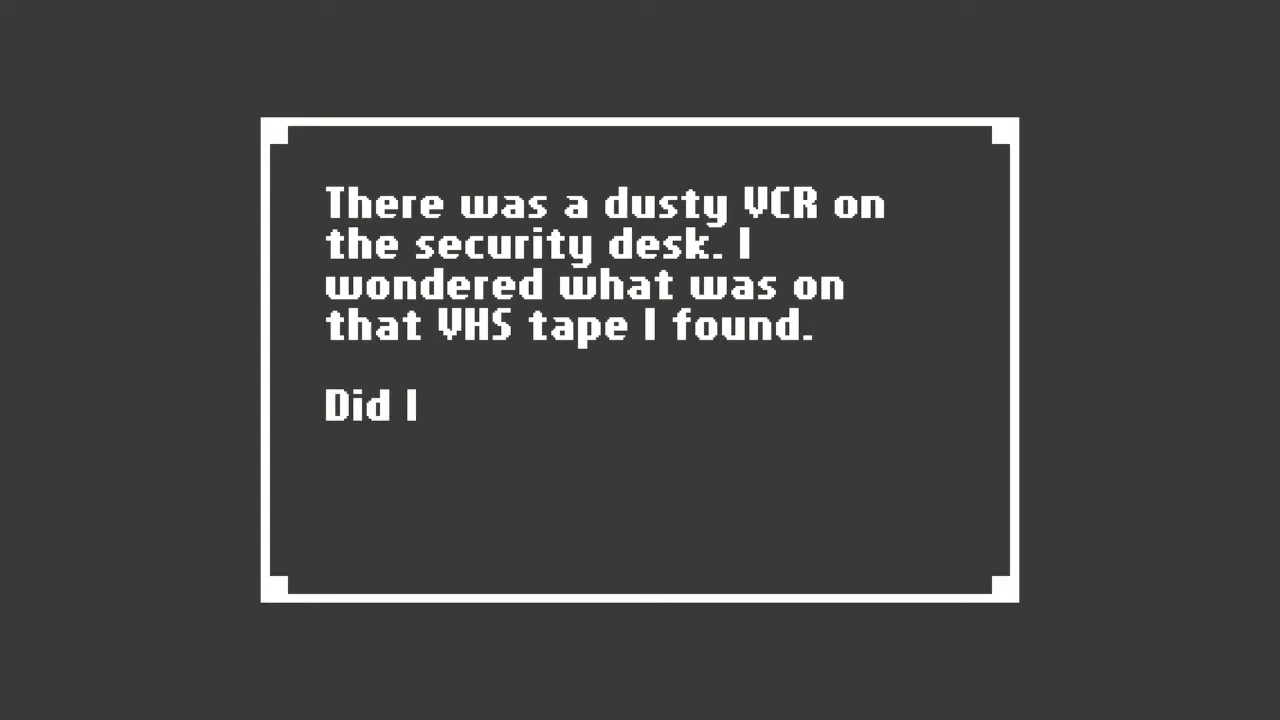 There was a dusty VCR on
the security desk. I
wondered what was on
that VHS tape I found.
Did I